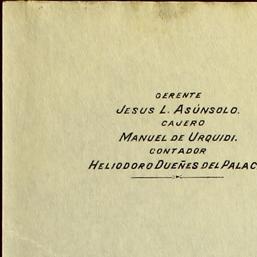 GERENTE
JESUS L. ASÚNSOLO.
CAJERO
MANUEL DE URQUIDI.
CONTADOR
HELIODORO DUEÑES DEL PALAC